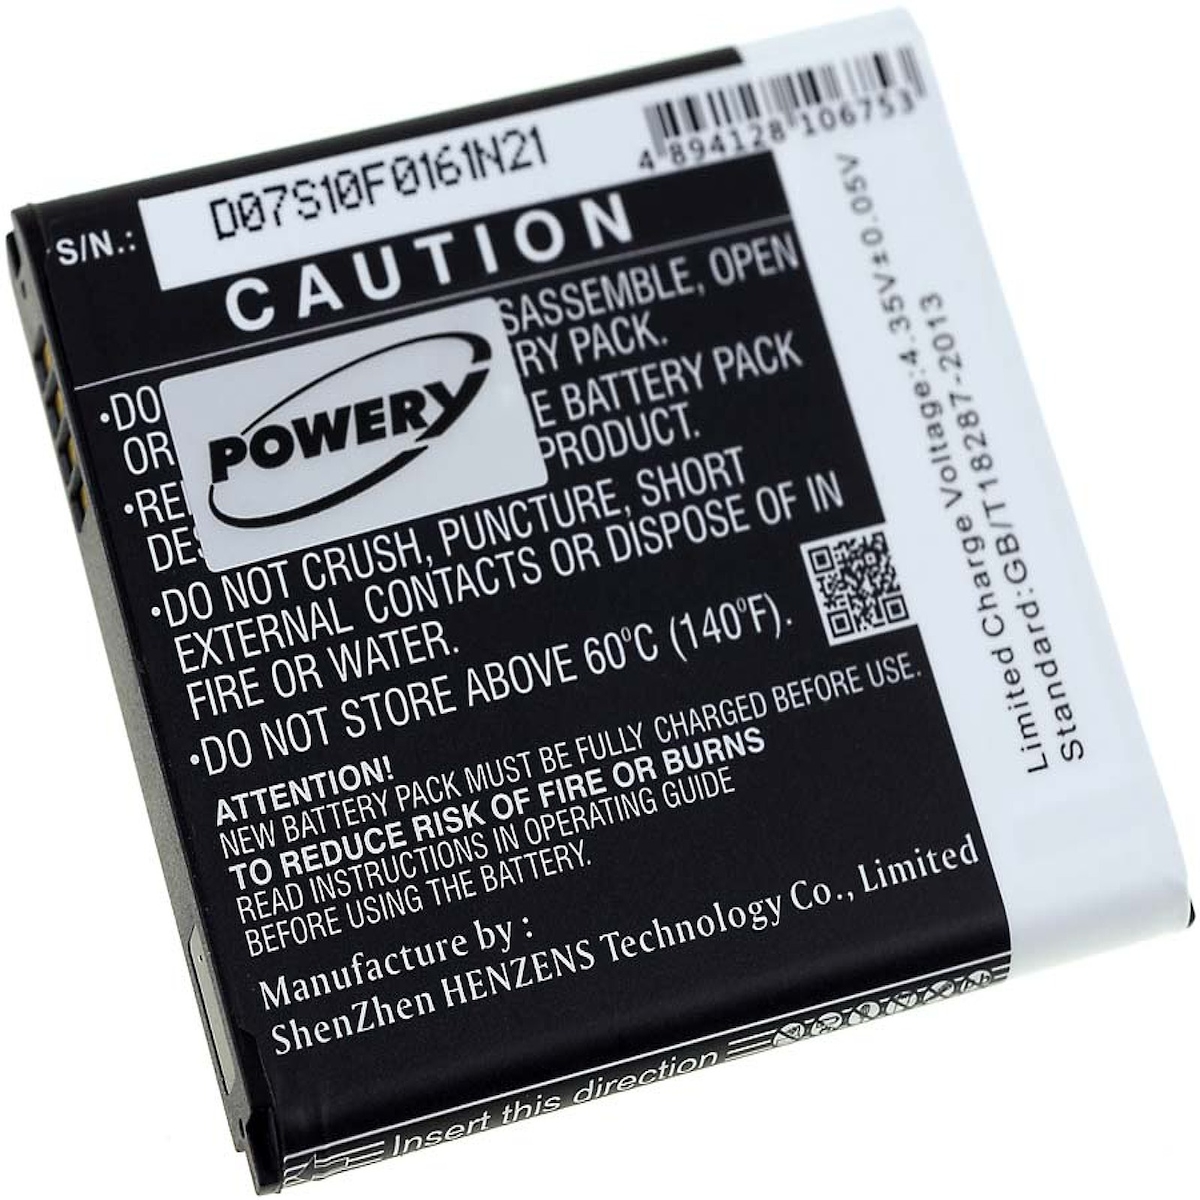 S/N.: D07S10F0161N21
4 894128 106753
CAUTION
•DO SASSEMBLE, OPEN
OR RY PACK.
•RE E BATTERY PACK
DES PRODUCT.
POWERY
•DO NOT CRUSH, PUNCTURE, SHORT
EXTERNAL CONTACTS OR DISPOSE OF IN
FIRE OR WATER.
•DO NOT STORE ABOVE 60°C (140°F).
ATTENTION!
NEW BATTERY PACK MUST BE FULLY CHARGED BEFORE USE.
TO REDUCE RISK OF FIRE OR BURNS
READ INSTRUCTIONS IN OPERATING GUIDE
BEFORE USING THE BATTERY.
Manufacture by :
ShenZhen HENZENS Technology Co., Limited
Insert this direction
Limited Charge Voltage:4.35V±0.05V
Standard:GB/T18287-2013